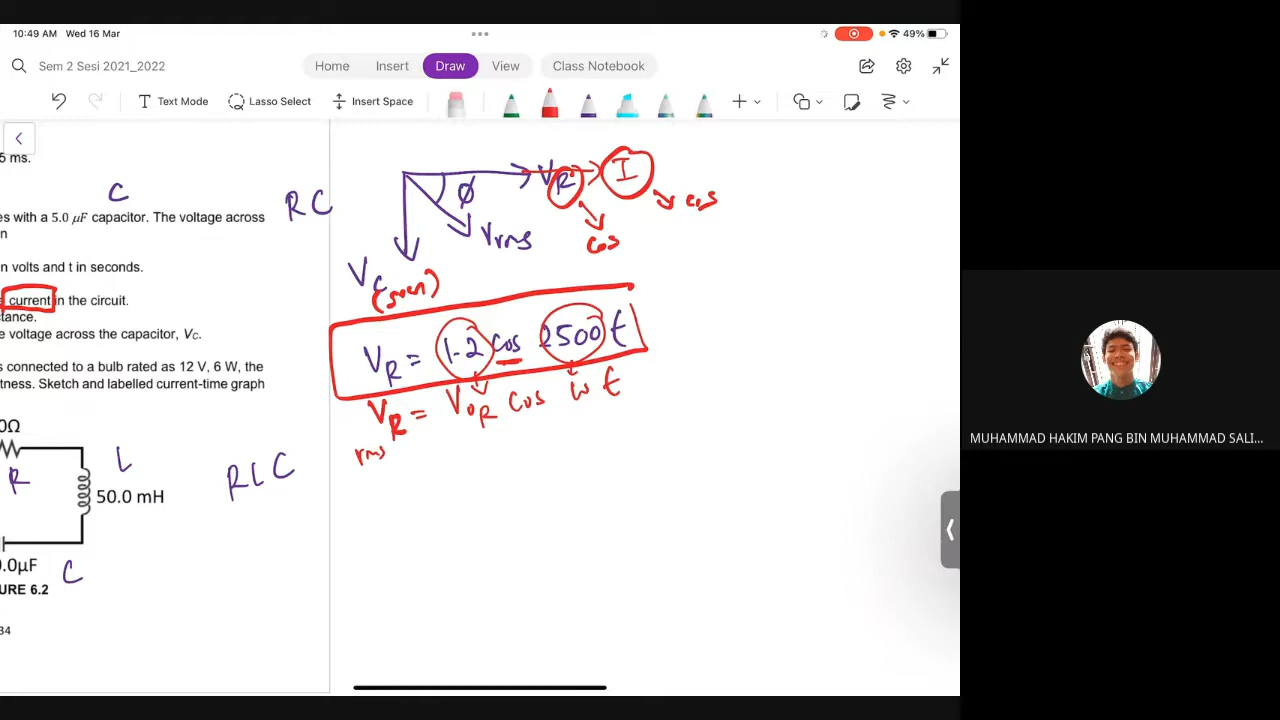 10:49 AM Wed 16 Mar
49%
Sem 2 Sesi 2021_2022
Home Insert Draw View Class Notebook
Text Mode Lasso Select Insert Space
5 ms.
C
es with a 5.0 μF capacitor. The voltage across
n
RC
n volts and t in seconds.
current in the circuit.
tance.
e voltage across the capacitor, VC.
s connected to a bulb rated as 12 V, 6 W, the
tness. Sketch and labelled current-time graph
0Ω
R
L
50.0 mH
RLC
0.0μF
C
URE 6.2
34
VR I
cos
φ
Vrms
cos
VC
VR = 1.2 cos 2500 t
VR = VoR cos ω t
rms
MUHAMMAD HAKIM PANG BIN MUHAMMAD SALI...